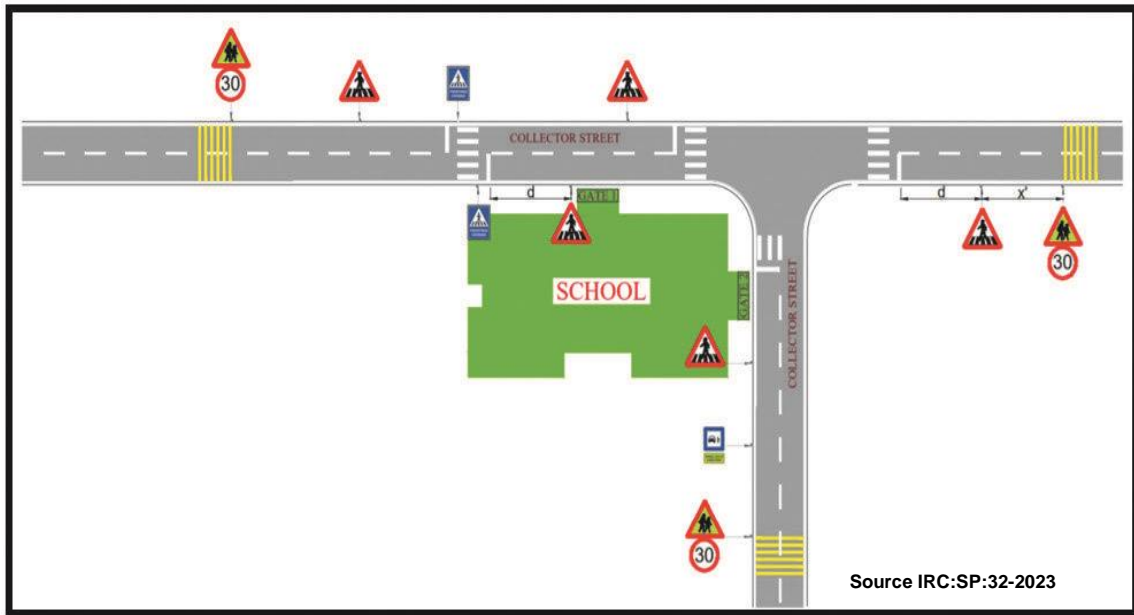 30
COLLECTOR STREET
d
GATE 1
d
x'
30
SCHOOL
GATE 2
COLLECTOR STREET
30
Source IRC:SP:32-2023